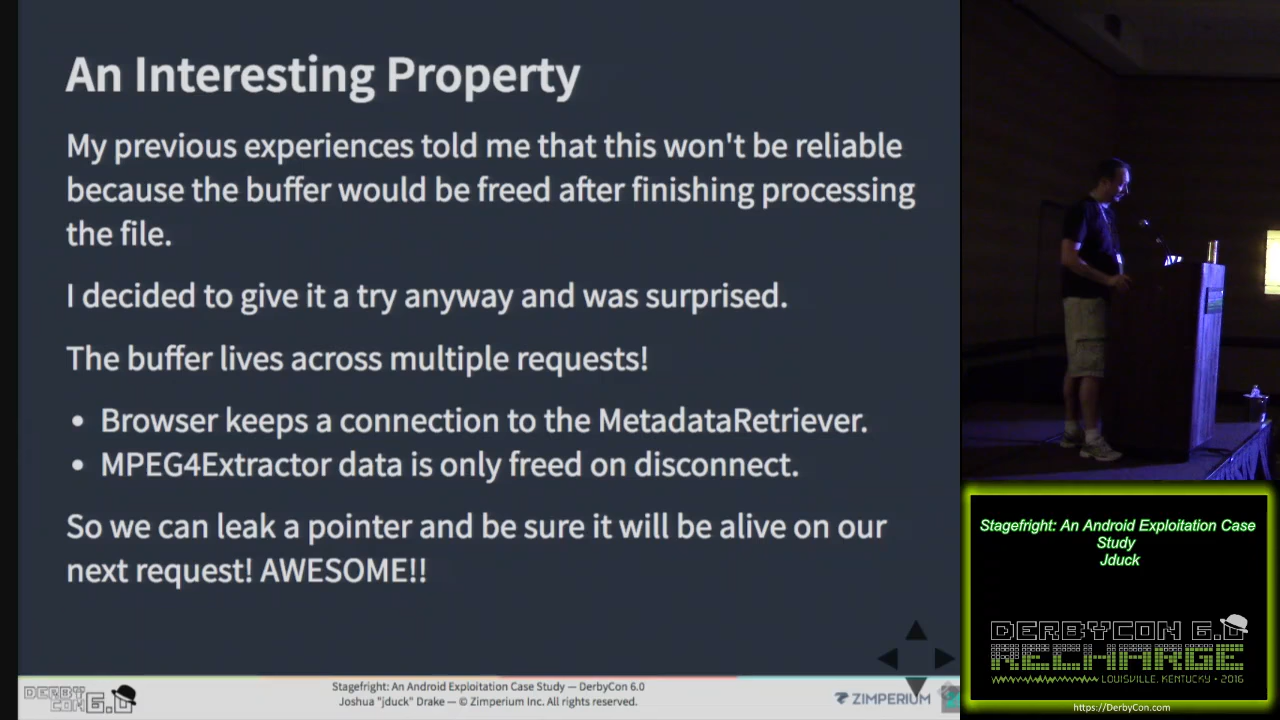 An Interesting Property
My previous experiences told me that this won't be reliable
because the buffer would be freed after finishing processing
the file.
I decided to give it a try anyway and was surprised.
The buffer lives across multiple requests!
• Browser keeps a connection to the MetadataRetriever.
• MPEG4Extractor data is only freed on disconnect.
So we can leak a pointer and be sure it will be alive on our
next request! AWESOME!!
DERBY
CON 6.0
Stagefright: An Android Exploitation Case Study — DerbyCon 6.0
Joshua "jduck" Drake — © Zimperium Inc. All rights reserved.
ZIMPERIUM
Stagefright: An Android Exploitation Case
Study
Jduck
DERBYCON 6.0
RECHARGE
LOUISVILLE, KENTUCKY • 2016
https://DerbyCon.com